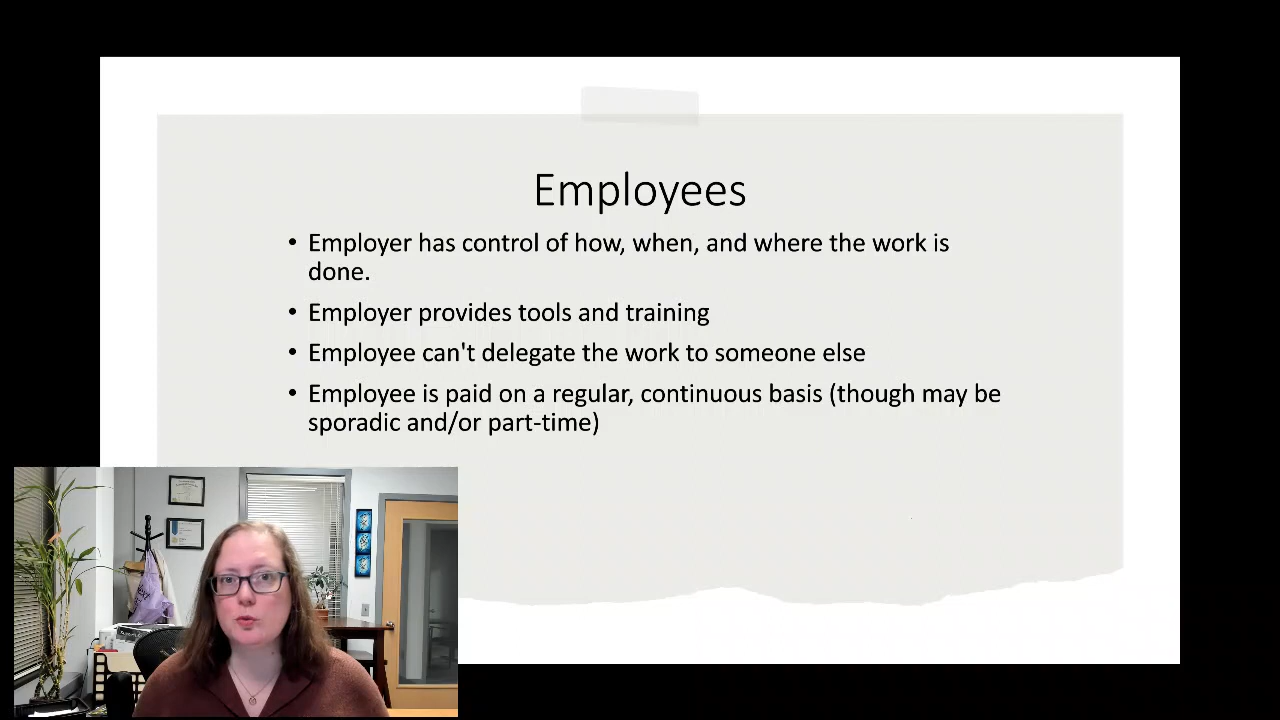 Employees
• Employer has control of how, when, and where the work is
done.
• Employer provides tools and training
• Employee can't delegate the work to someone else
• Employee is paid on a regular, continuous basis (though may be
sporadic and/or part-time)